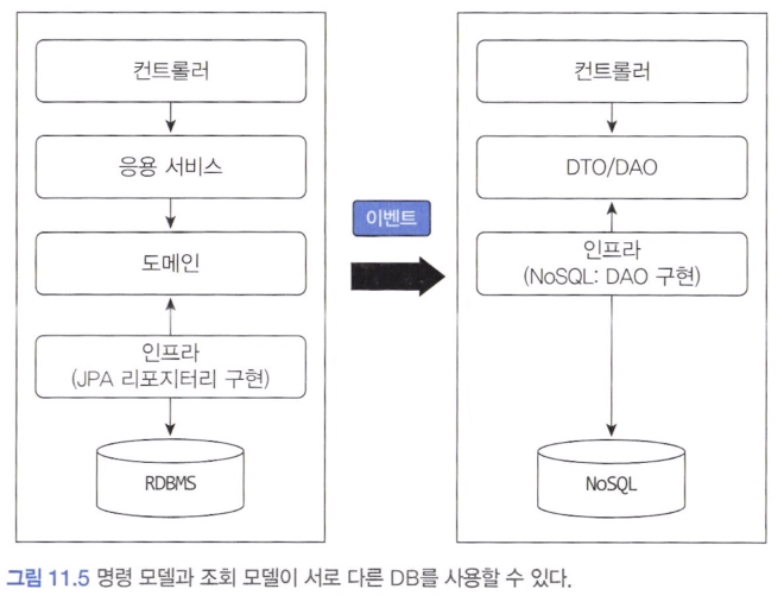 컨트롤러
응용 서비스
도메인
인프라
(JPA 리포지터리 구현)
RDBMS
이벤트
컨트롤러
DTO/DAO
인프라
(NoSQL: DAO 구현)
NoSQL
그림 11.5 명령 모델과 조회 모델이 서로 다른 DB를 사용할 수 있다.